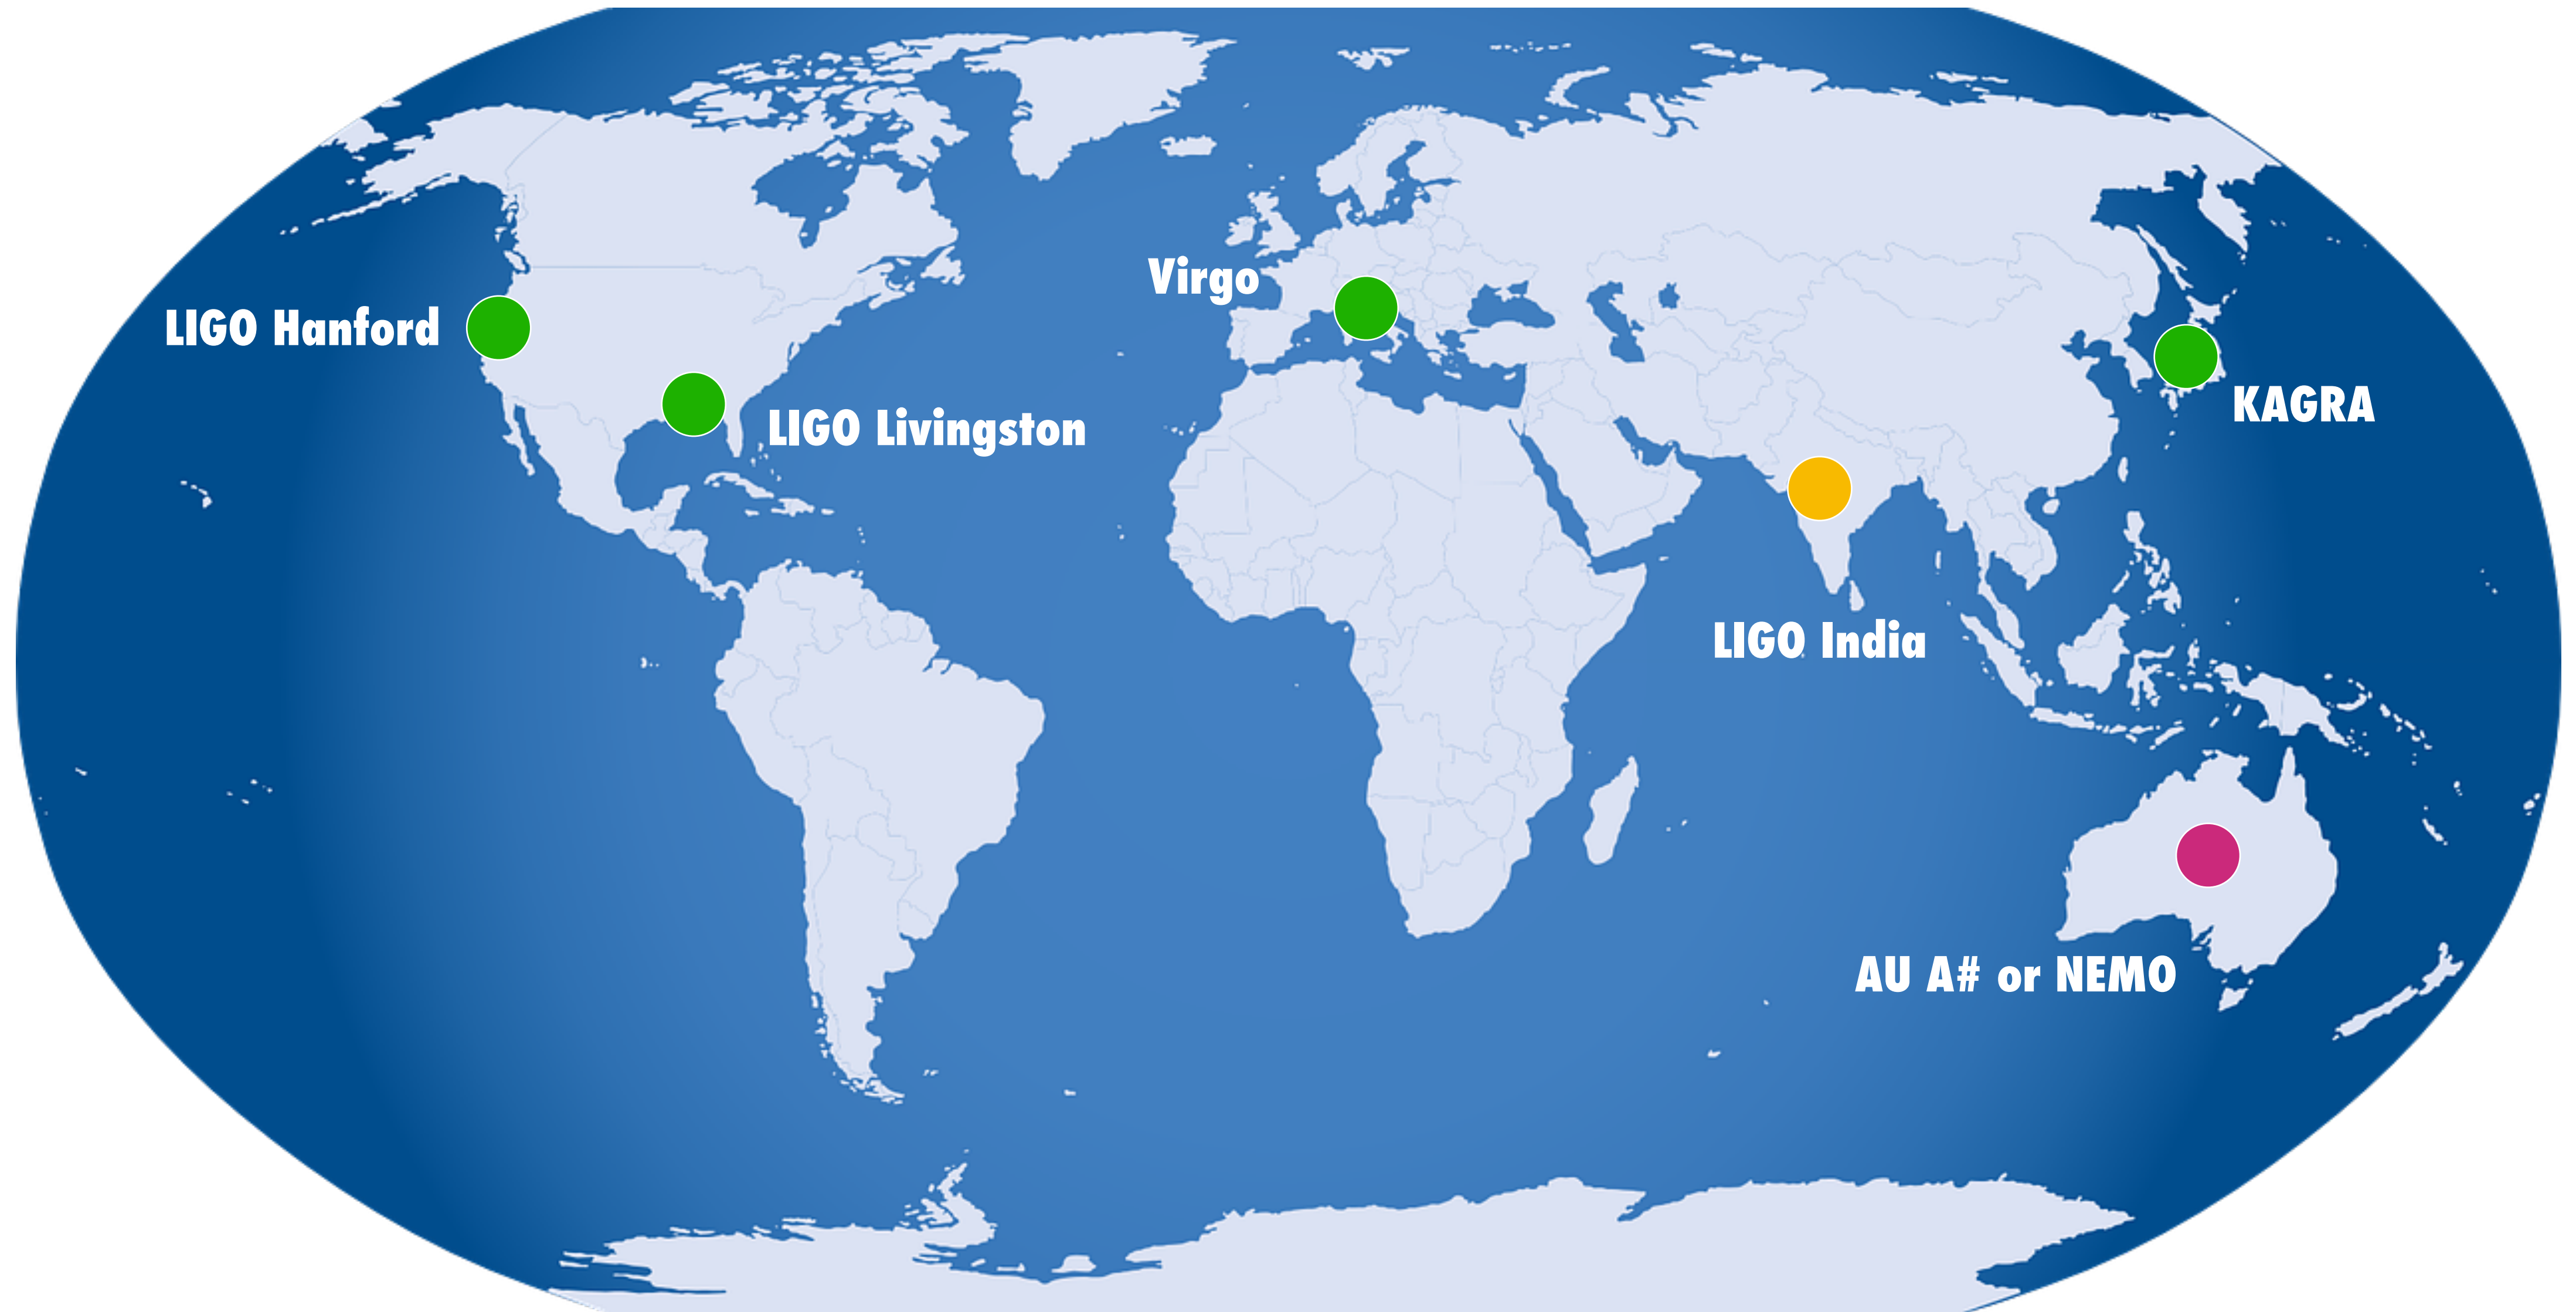 Virgo
LIGO Hanford
KAGRA
LIGO Livingston
LIGO India
AU A# or NEMO